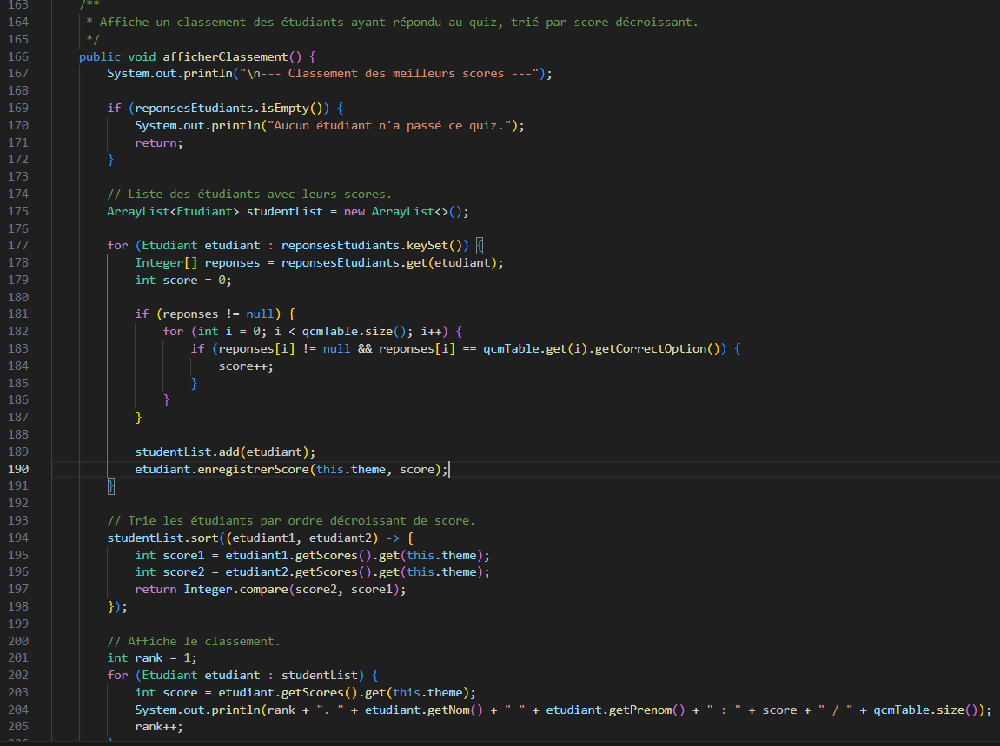 163 /**
164  * Affiche un classement des étudiants ayant répondu au quiz, trié par score décroissant.
165  */
166 public void afficherClassement() {
167     System.out.println("\n--- Classement des meilleurs scores ---");
168
169     if (reponsesEtudiants.isEmpty()) {
170         System.out.println("Aucun étudiant n'a passé ce quiz.");
171         return;
172     }
173
174     // Liste des étudiants avec leurs scores.
175     ArrayList<Etudiant> studentList = new ArrayList<>();
176
177     for (Etudiant etudiant : reponsesEtudiants.keySet()) {
178         Integer[] reponses = reponsesEtudiants.get(etudiant);
179         int score = 0;
180
181         if (reponses != null) {
182             for (int i = 0; i < qcmTable.size(); i++) {
183                 if (reponses[i] != null && reponses[i] == qcmTable.get(i).getCorrectOption()) {
184                     score++;
185                 }
186             }
187         }
188
189         studentList.add(etudiant);
190         etudiant.enregistrerScore(this.theme, score);
191     }
192
193     // Trie les étudiants par ordre décroissant de score.
194     studentList.sort((etudiant1, etudiant2) -> {
195         int score1 = etudiant1.getScores().get(this.theme);
196         int score2 = etudiant2.getScores().get(this.theme);
197         return Integer.compare(score2, score1);
198     });
199
200     // Affiche le classement.
201     int rank = 1;
202     for (Etudiant etudiant : studentList) {
203         int score = etudiant.getScores().get(this.theme);
204         System.out.println(rank + ". " + etudiant.getNom() + " " + etudiant.getPrenom() + " : " + score + " / " + qcmTable.size());
205         rank++;